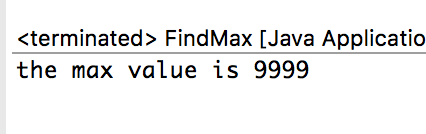 <terminated> FindMax [Java Applicatio
the max value is 9999